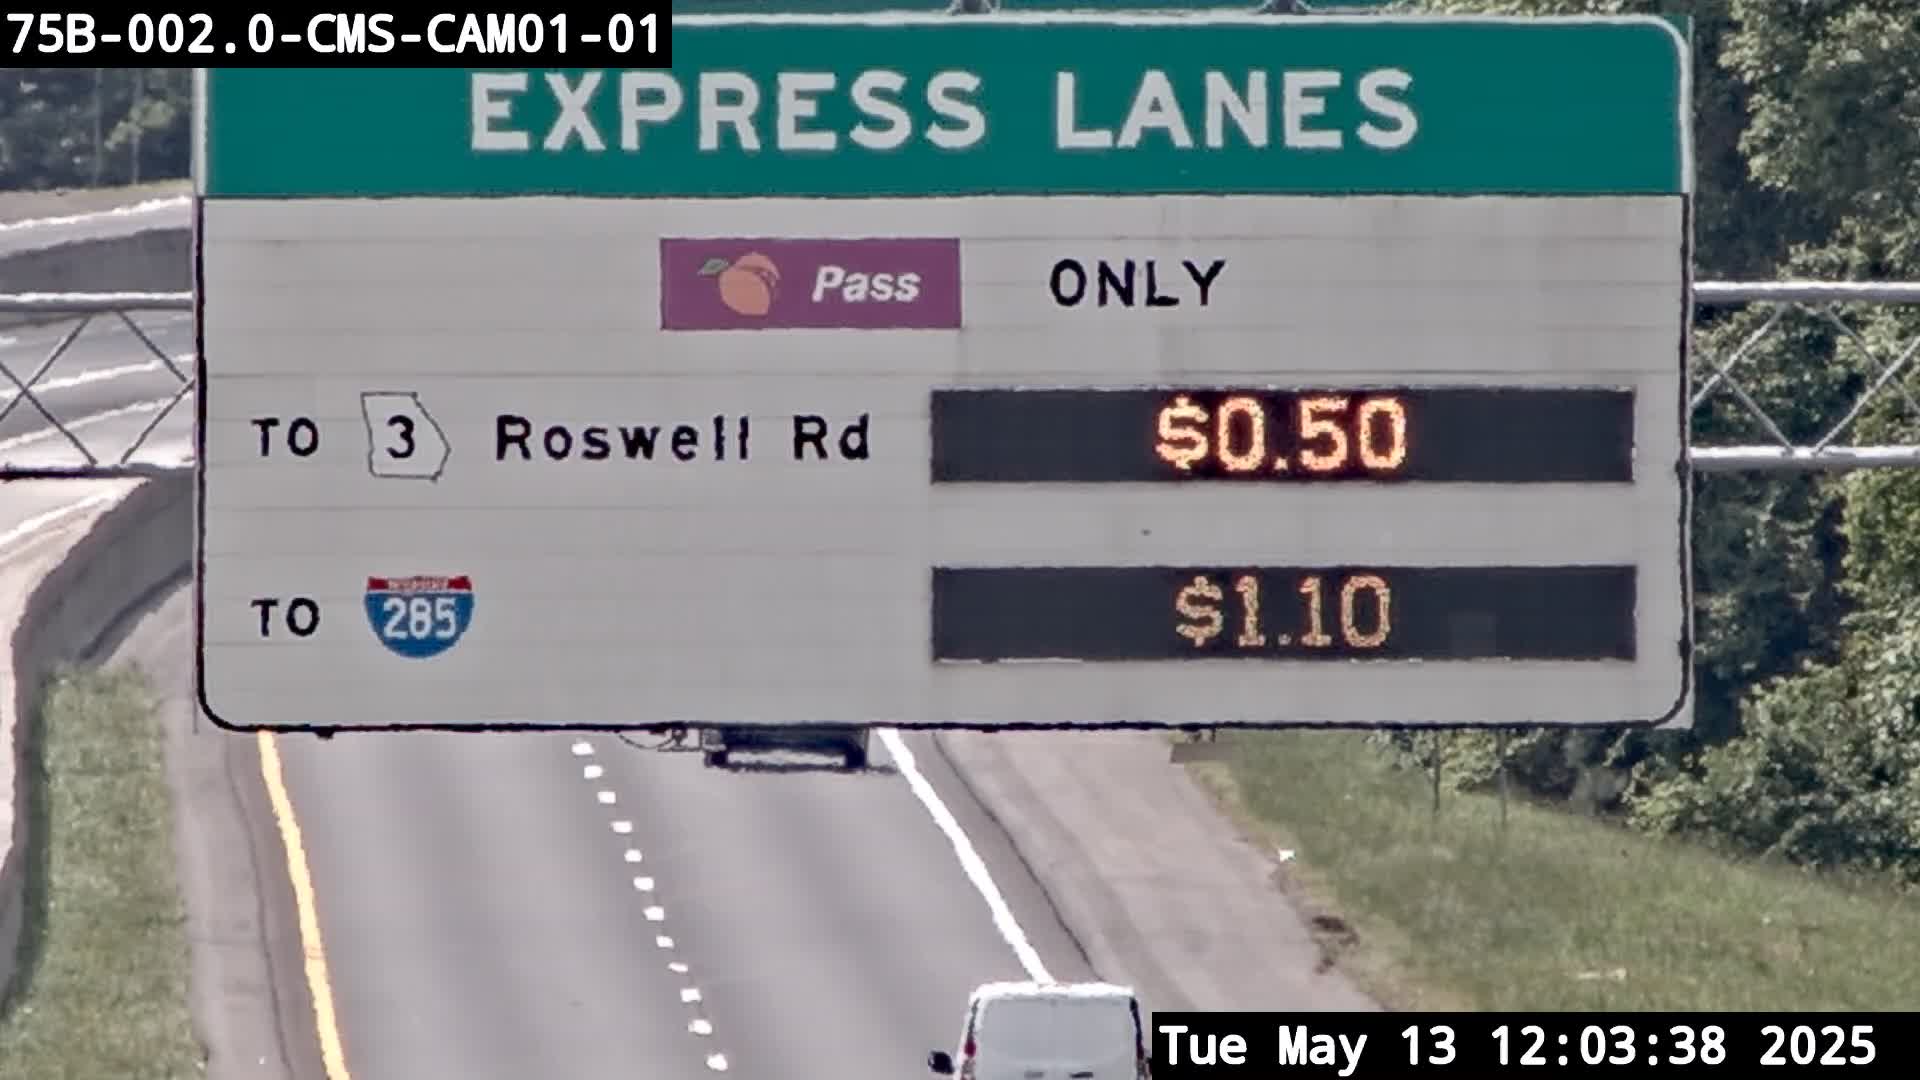 75B-002.0-CMS-CAM01-01
EXPRESS LANES
Pass ONLY
TO 3 Roswell Rd $0.50
INTERSTATE
TO 285 $1.10
Tue May 13 12:03:38 2025